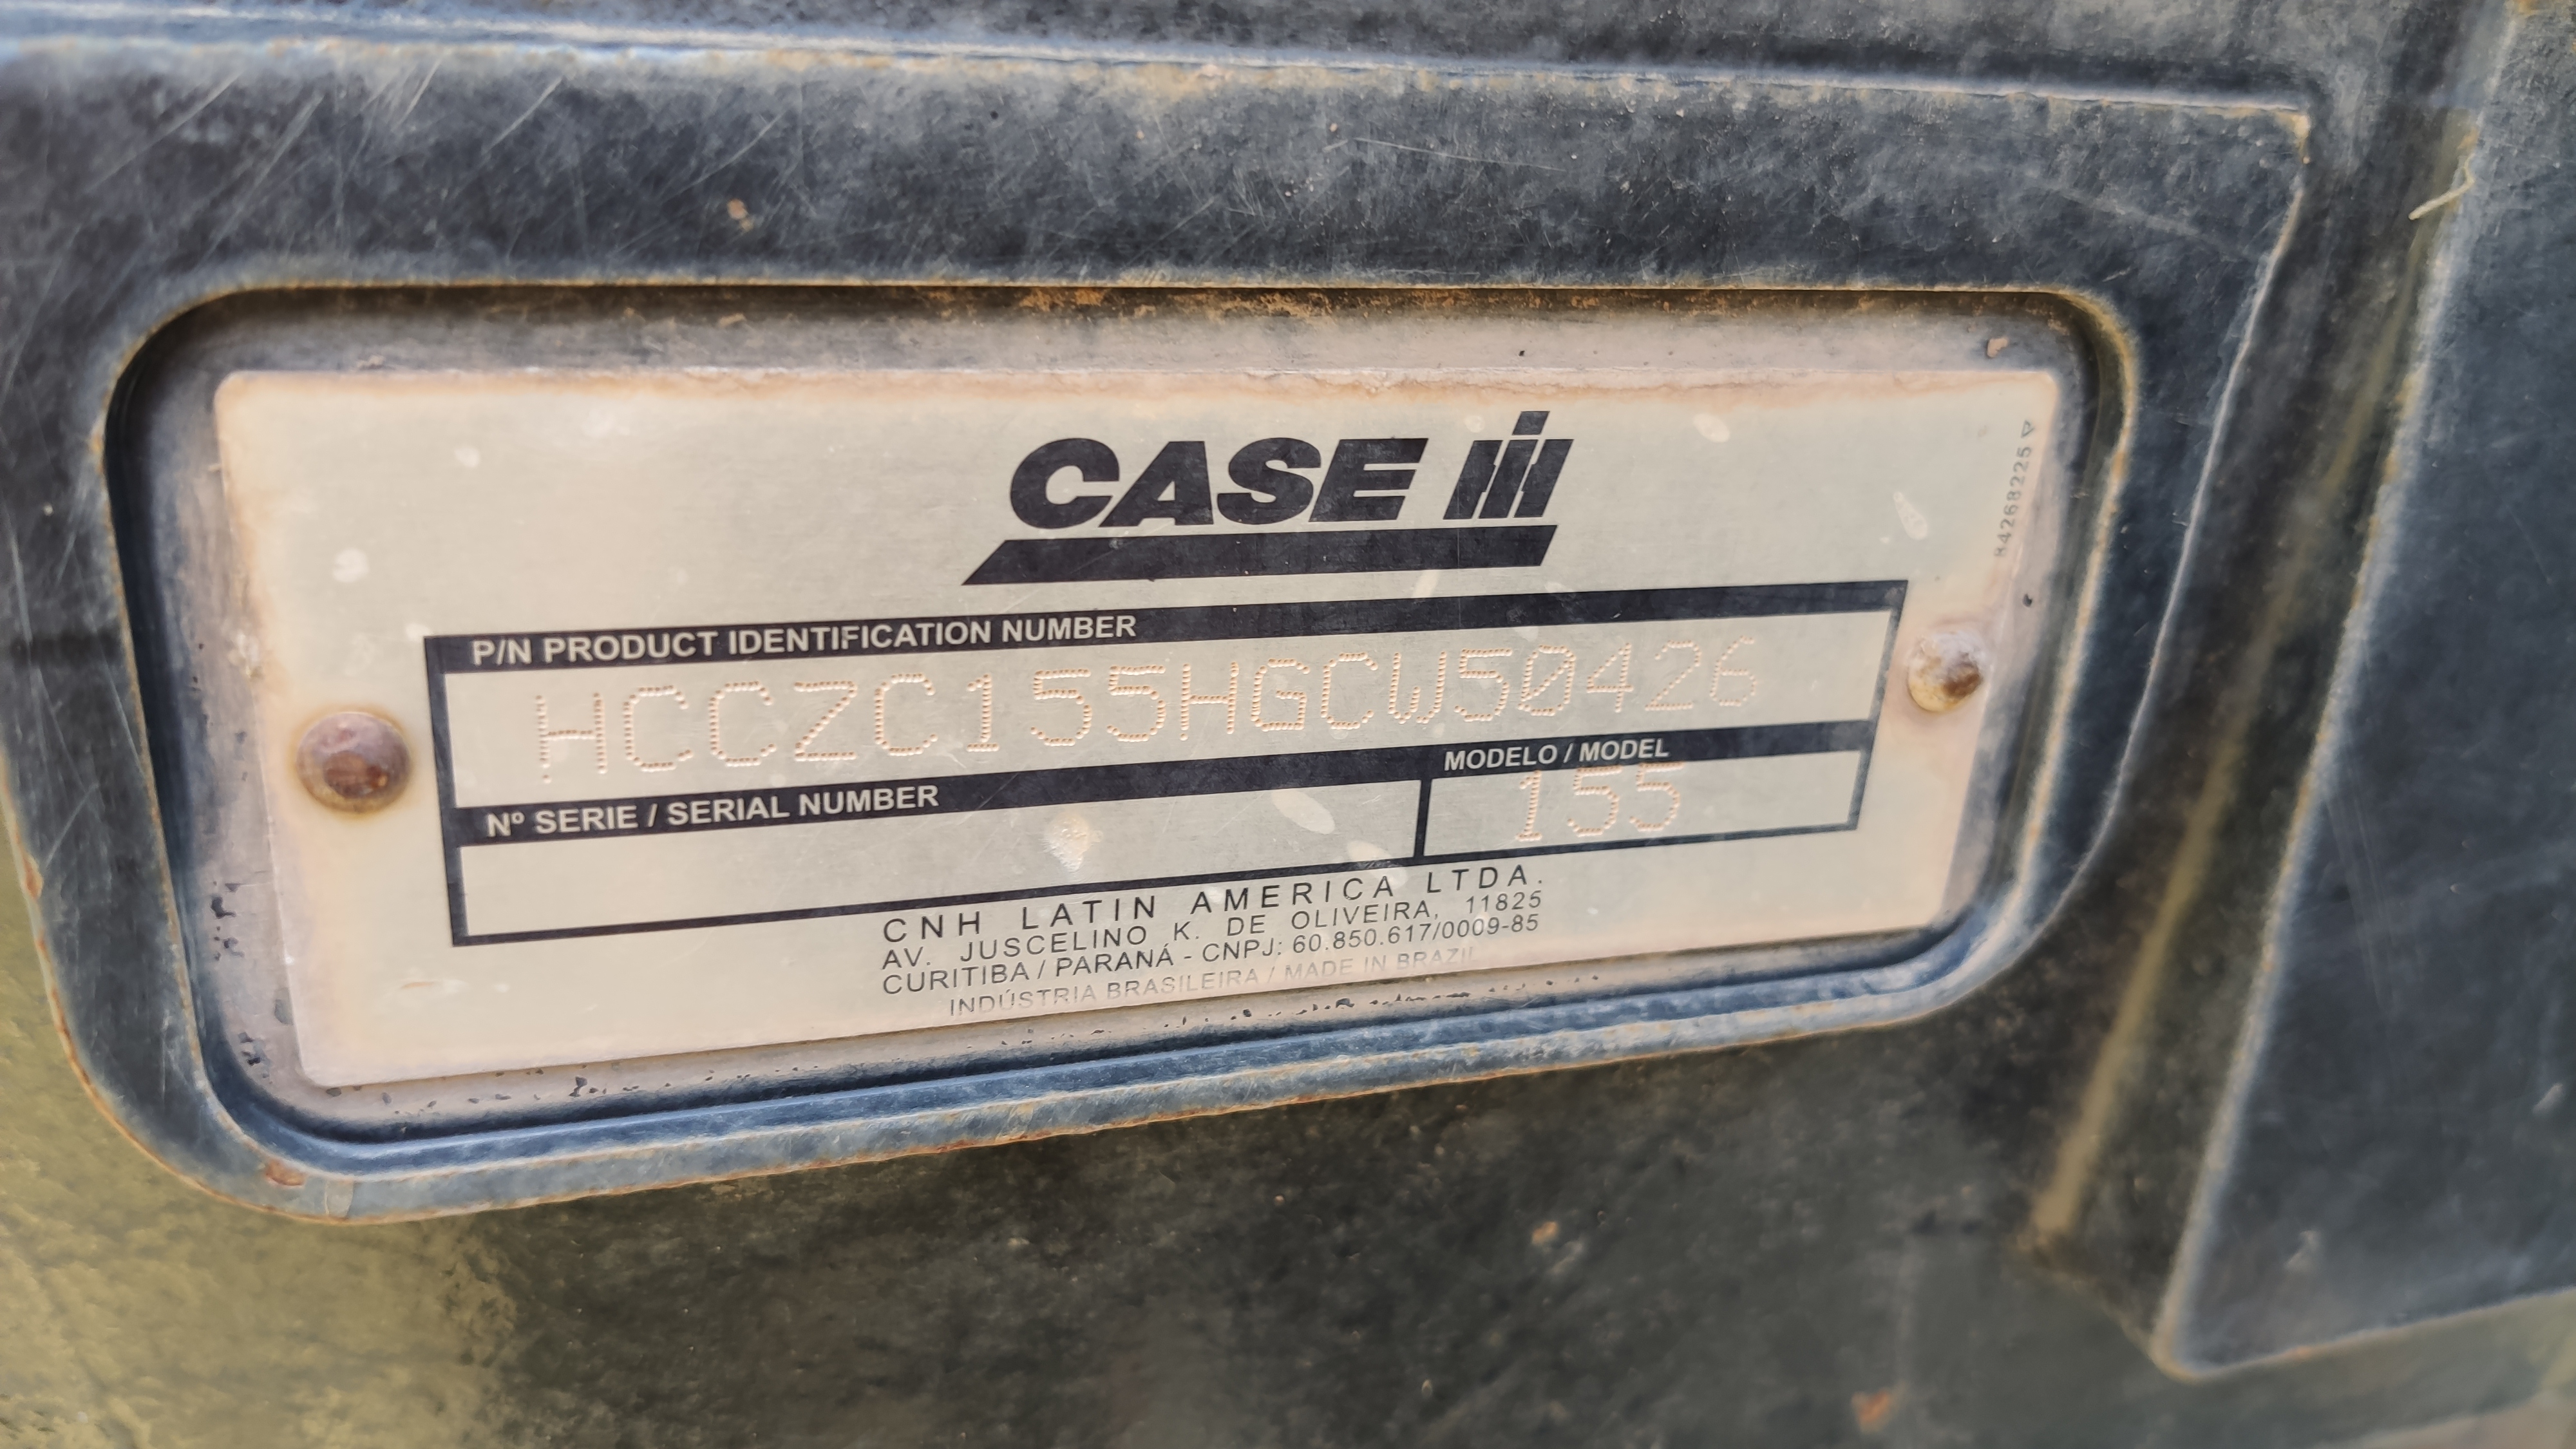 CASE IH
84268225
P/N PRODUCT IDENTIFICATION NUMBER
HCCZC155HGCW50426
Nº SERIE / SERIAL NUMBER
MODELO / MODEL
155
CNH LATIN AMERICA LTDA.
AV. JUSCELINO K. DE OLIVEIRA, 11825
CURITIBA / PARANÁ - CNPJ: 60.850.617/0009-85
INDÚSTRIA BRASILEIRA / MADE IN BRAZIL